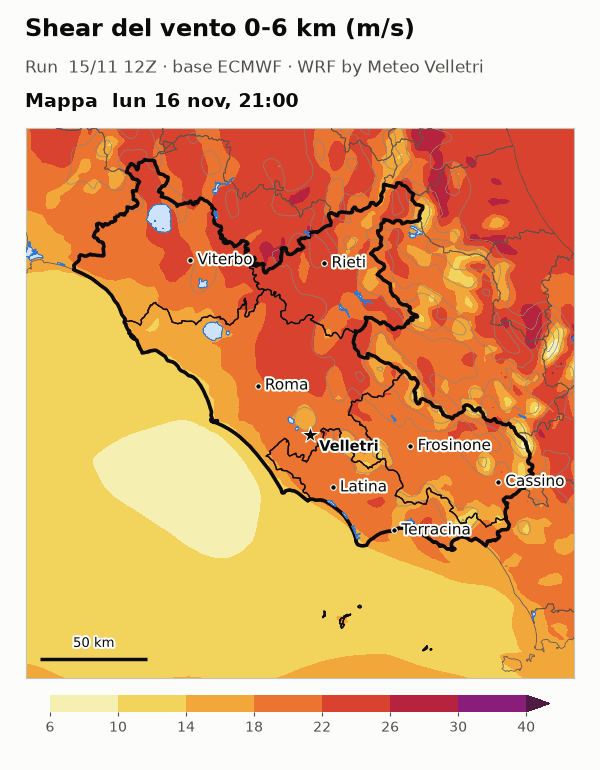 Shear del vento 0-6 km (m/s)
Run  15/11 12Z · base ECMWF · WRF by Meteo Velletri
Mappa  lun 16 nov, 21:00
Viterbo
Rieti
Roma
Velletri
Frosinone
Cassino
Latina
Terracina
50 km
6 10 14 18 22 26 30 40